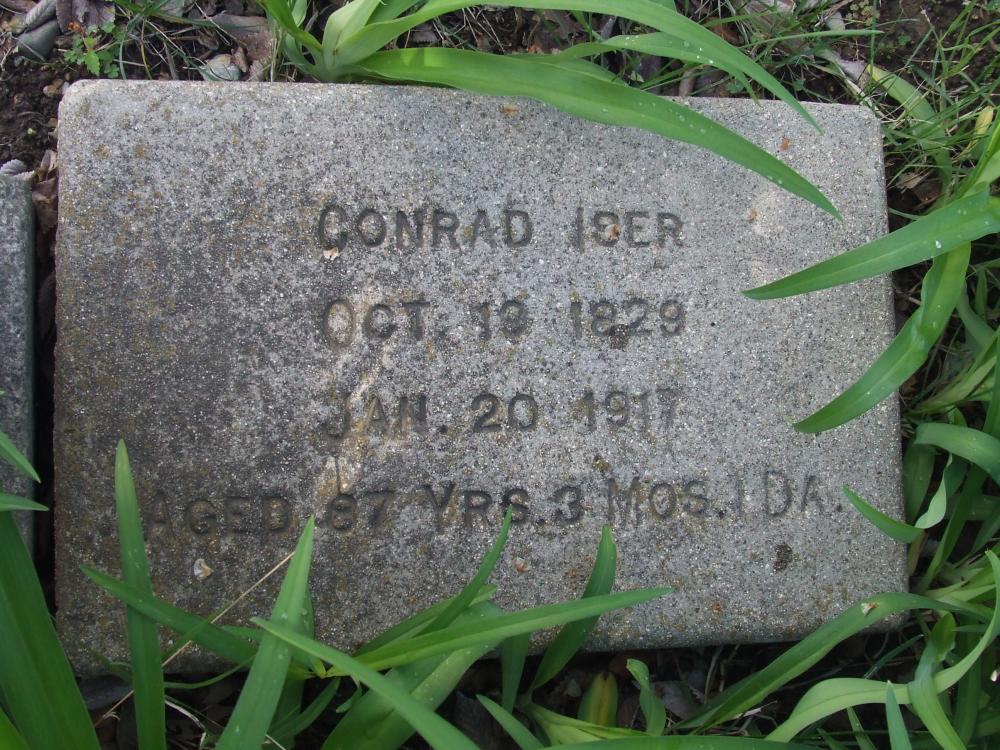 CONRAD ISER
OCT. 19 1829
JAN. 20 1917
AGED 87 YRS. 3 MOS. 1 DA.